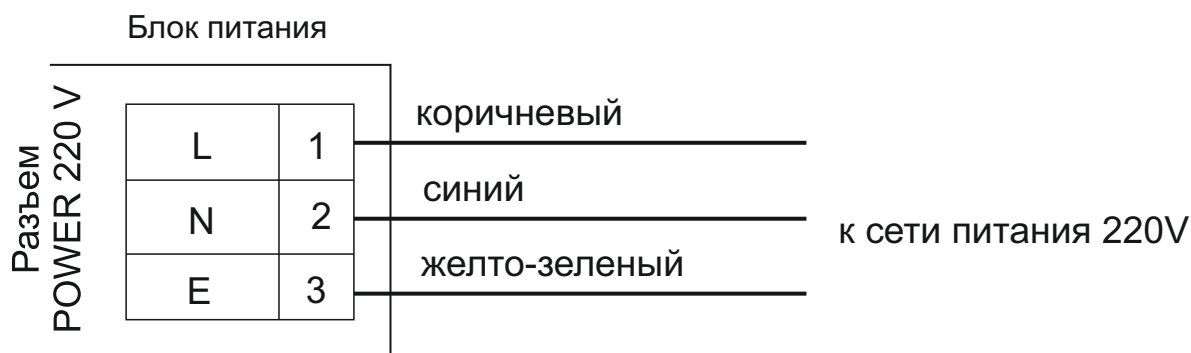 Блок питания
Разъем
POWER 220 V
L 1 коричневый
N 2 синий
E 3 желто-зеленый
к сети питания 220V